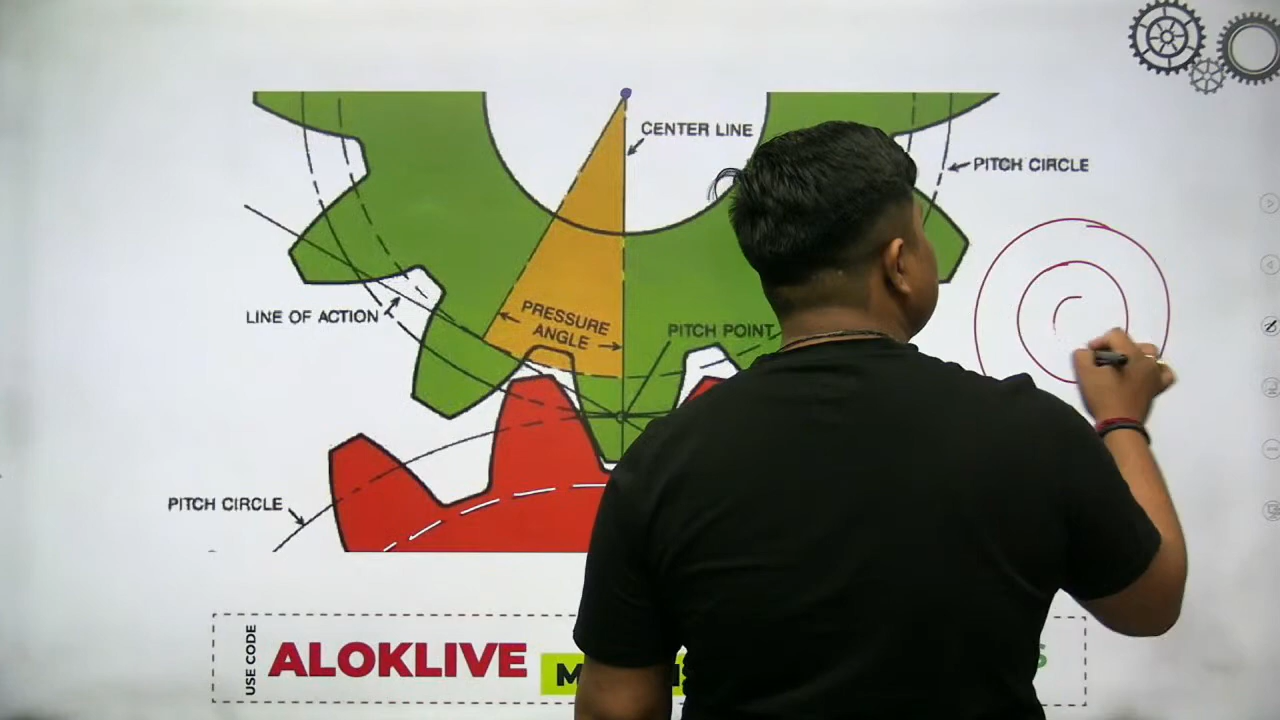 CENTER LINE
PITCH CIRCLE
LINE OF ACTION
PRESSURE
ANGLE
PITCH POINT
PITCH CIRCLE
USE CODE
ALOKLIVE